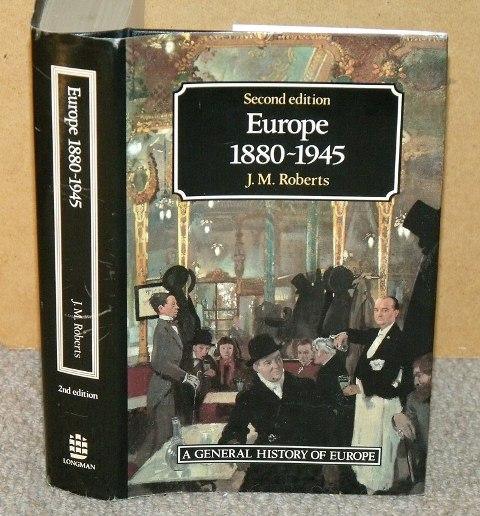 Europe 1880-1945
J. M. Roberts
2nd edition
LONGMAN
Second edition
Europe
1880-1945
J. M. Roberts
A GENERAL HISTORY OF EUROPE